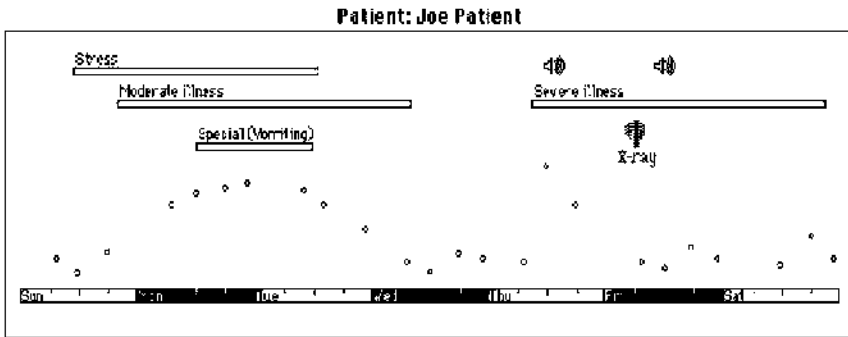 Patient: Joe Patient
Stress
Moderate illness
Severe illness
Special (Vomiting)
X-ray
Sun Mon Tue Wed Thu Fri Sat